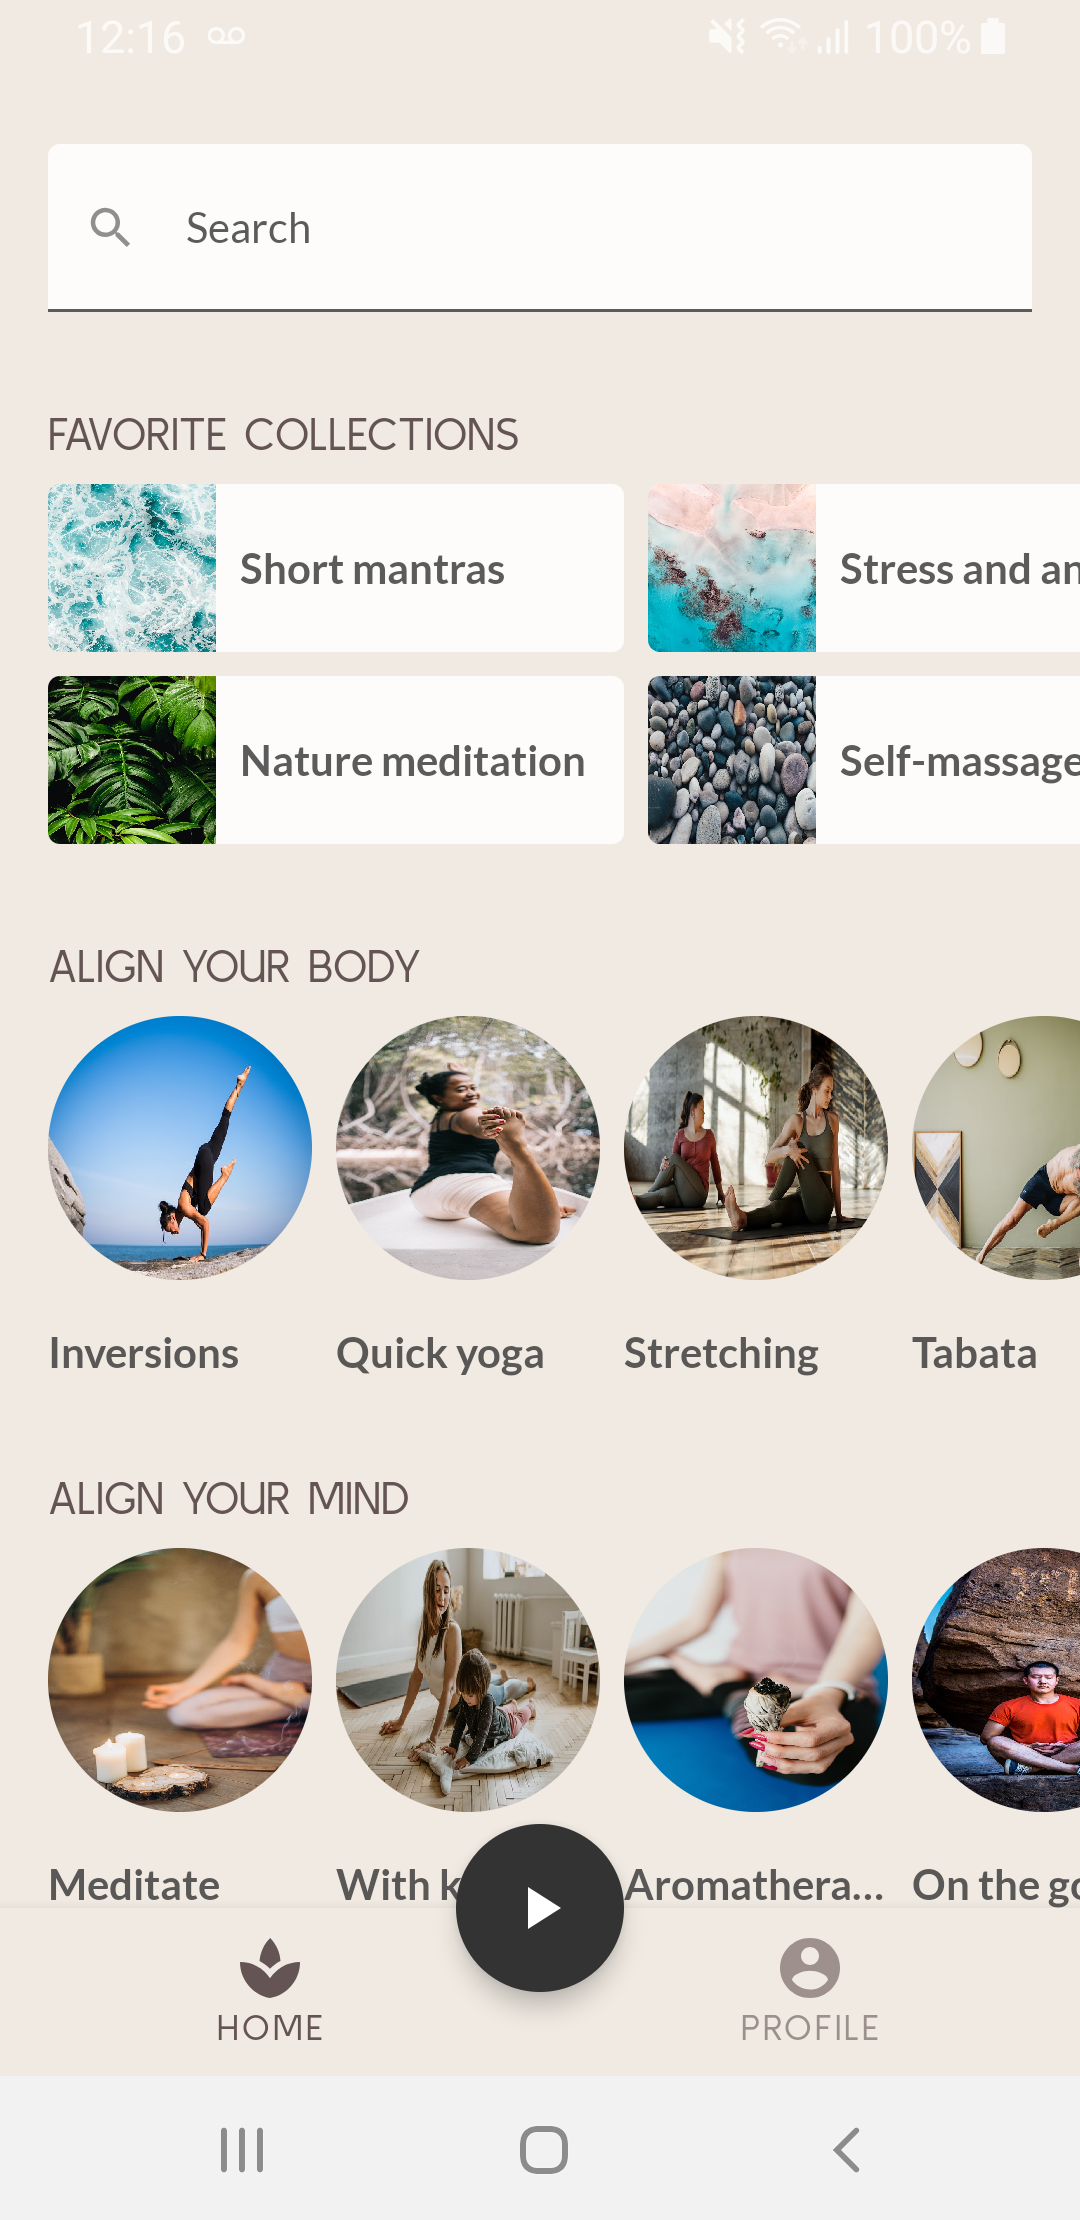 12:16
100%
Search
FAVORITE COLLECTIONS
Short mantras
Stress and an
Nature meditation
Self-massage
ALIGN YOUR BODY
Inversions
Quick yoga
Stretching
Tabata
ALIGN YOUR MIND
Meditate
With k
Aromathera...
On the go
HOME
PROFILE